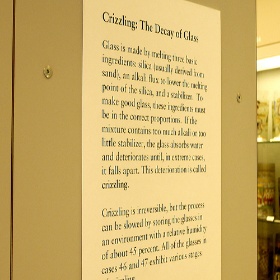 Crizzling: The Decay of Glass
Glass is made by melting three basic
ingredients: silica (usually derived from
sand), an alkali flux to lower the melting
point of the silica, and a stabilizer. To
make good glass, these ingredients must
be in the correct proportions. If the
mixture contains too much alkali or too
little stabilizer, the glass absorbs water
and deteriorates until, in extreme cases,
it falls apart. This deterioration is called
crizzling.
Crizzling is irreversible, but the process
can be slowed by storing the glasses in
an environment with a relative humidity
of about 45 percent. All of the glasses in
cases 46 and 47 exhibit various stages